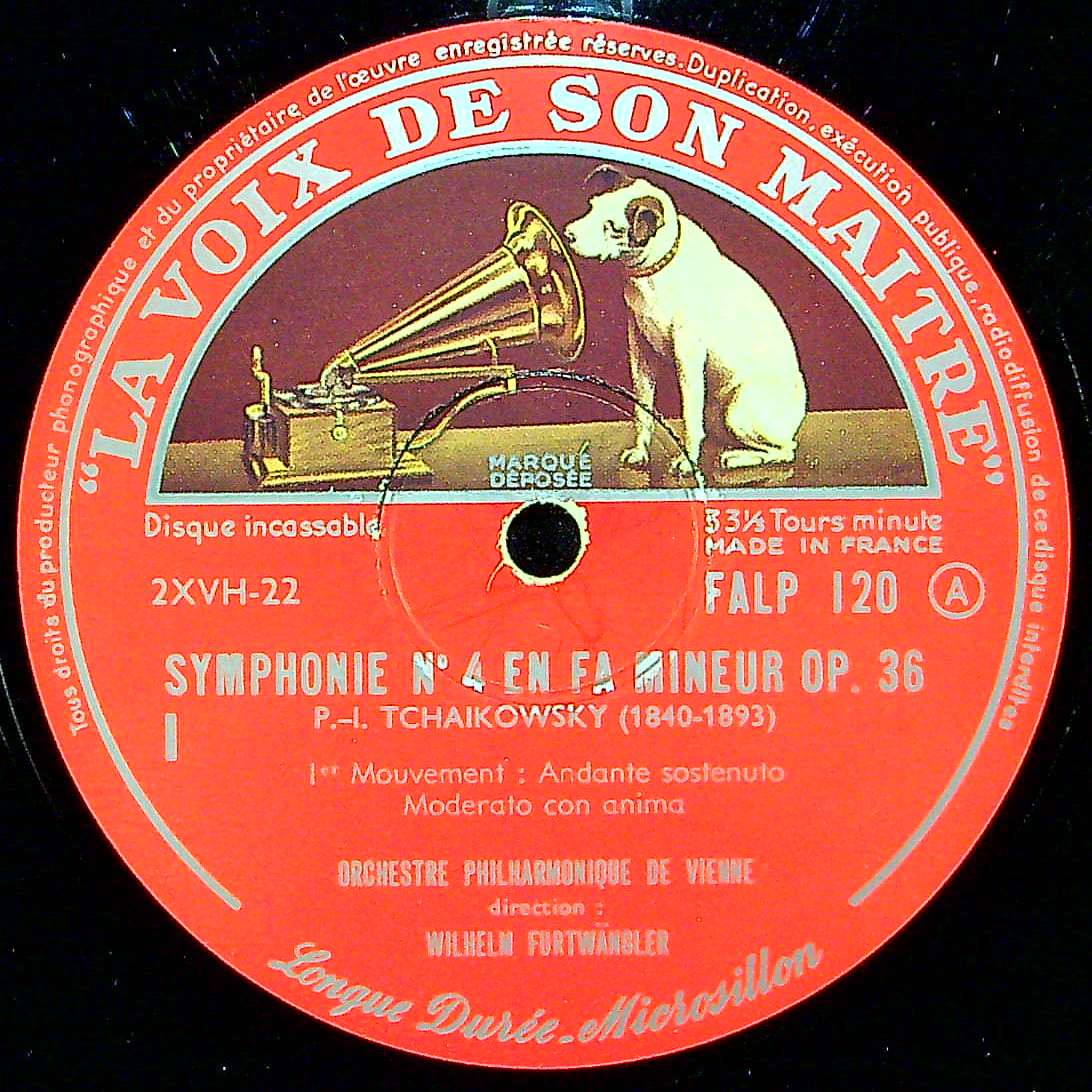 Tous droits du producteur phonographique et du propriétaire de l'œuvre enregistrée réservés. Duplication, exécution publique, radiodiffusion de ce disque interdites
"LA VOIX DE SON MAITRE"
MARQUE
DÉPOSÉE
Disque incassable
33⅓ Tours minute
MADE IN FRANCE
2XVH-22
FALP 120 A
SYMPHONIE Nº 4 EN FA MINEUR OP. 36
P.-I. TCHAIKOWSKY (1840-1893)
I
1er Mouvement : Andante sostenuto
Moderato con anima
ORCHESTRE PHILHARMONIQUE DE VIENNE
direction :
WILHELM FURTWÄNGLER
Longue Durée - Microsillon